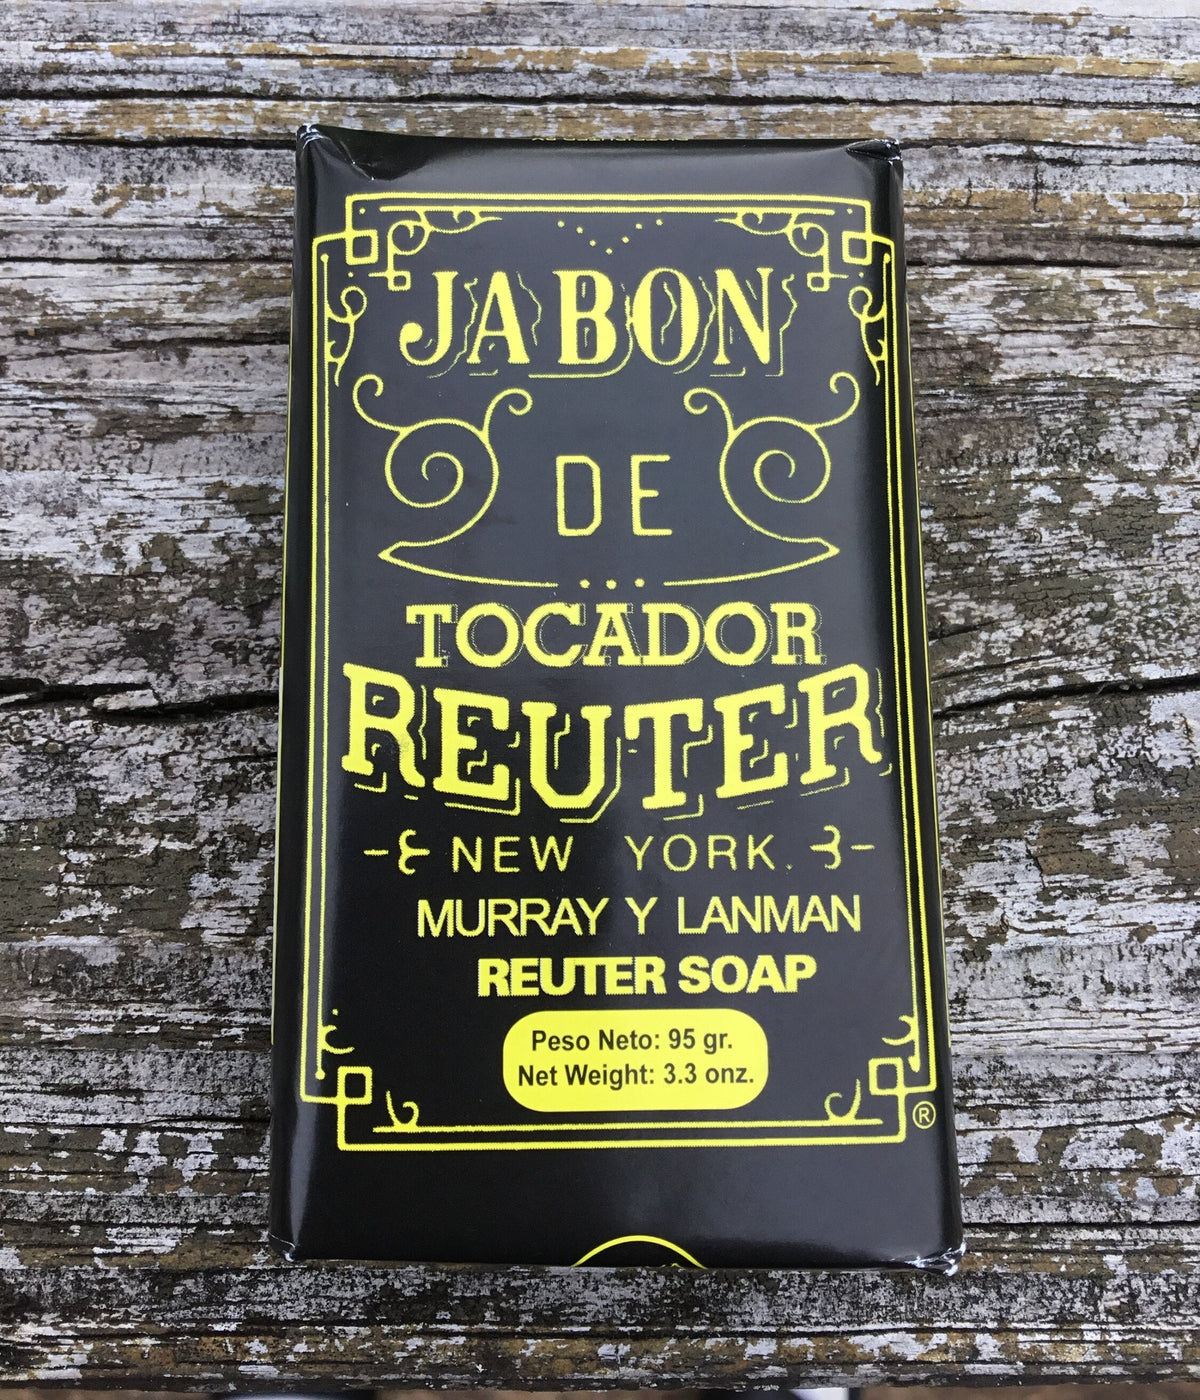 JABON
DE
TOCADOR
REUTER
NEW YORK.
MURRAY Y LANMAN
REUTER SOAP
Peso Neto: 95 gr.
Net Weight: 3.3 onz.
®